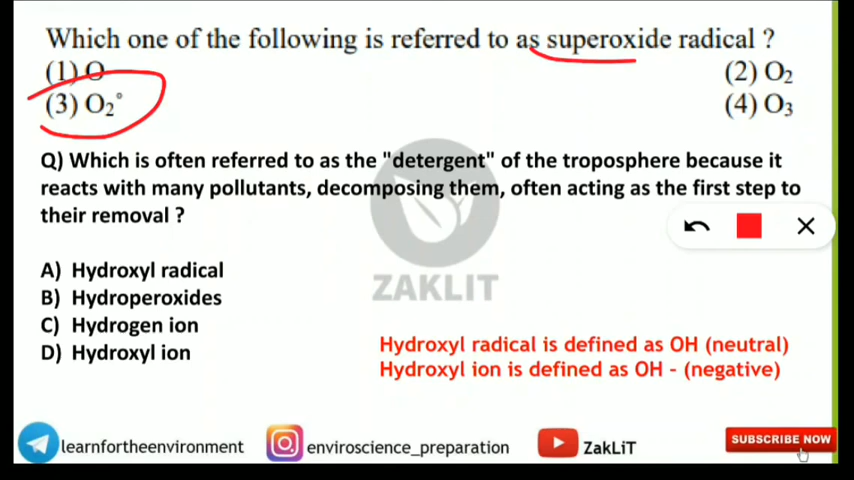 Which one of the following is referred to as superoxide radical ?
(1) O (2) O₂
(3) O₂° (4) O₃
Q) Which is often referred to as the "detergent" of the troposphere because it
reacts with many pollutants, decomposing them, often acting as the first step to
their removal ?
A) Hydroxyl radical
B) Hydroperoxides
C) Hydrogen ion
D) Hydroxyl ion
ZAKLIT
Hydroxyl radical is defined as OH (neutral)
Hydroxyl ion is defined as OH - (negative)
learnfortheenvironment enviroscience_preparation ZakLiT SUBSCRIBE NOW